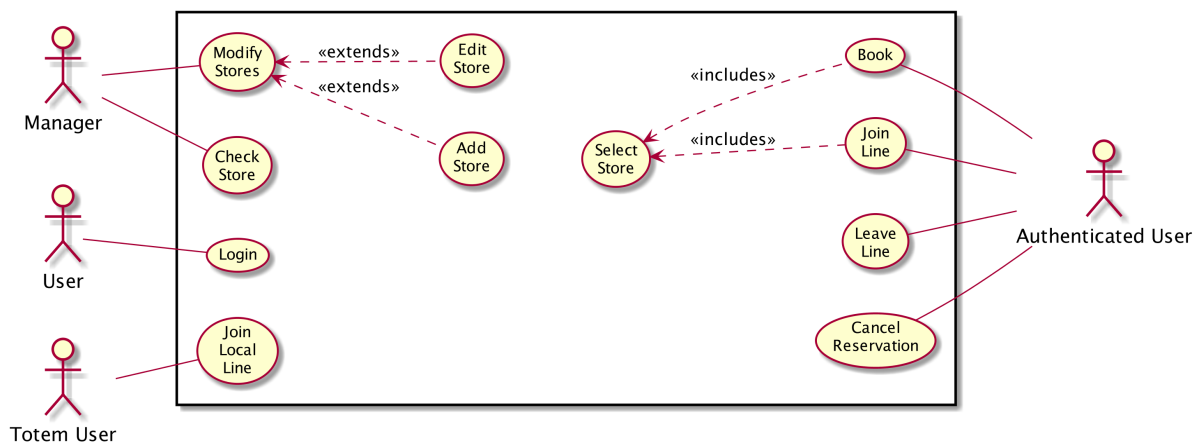 Manager
User
Totem User
Modify
Stores
Check
Store
Login
Join
Local
Line
«extends»
«extends»
Edit
Store
Add
Store
Select
Store
«includes»
«includes»
Book
Join
Line
Leave
Line
Cancel
Reservation
Authenticated User